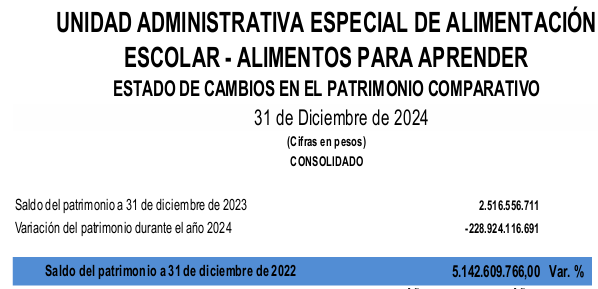 UNIDAD ADMINISTRATIVA ESPECIAL DE ALIMENTACIÓN
ESCOLAR - ALIMENTOS PARA APRENDER
ESTADO DE CAMBIOS EN EL PATRIMONIO COMPARATIVO
31 de Diciembre de 2024
(Cifras en pesos)
CONSOLIDADO
Saldo del patrimonio a 31 de diciembre de 2023 2.516.556.711
Variación del patrimonio durante el año 2024 -228.924.116.691
Saldo del patrimonio a 31 de diciembre de 2022 5.142.609.766,00 Var. %